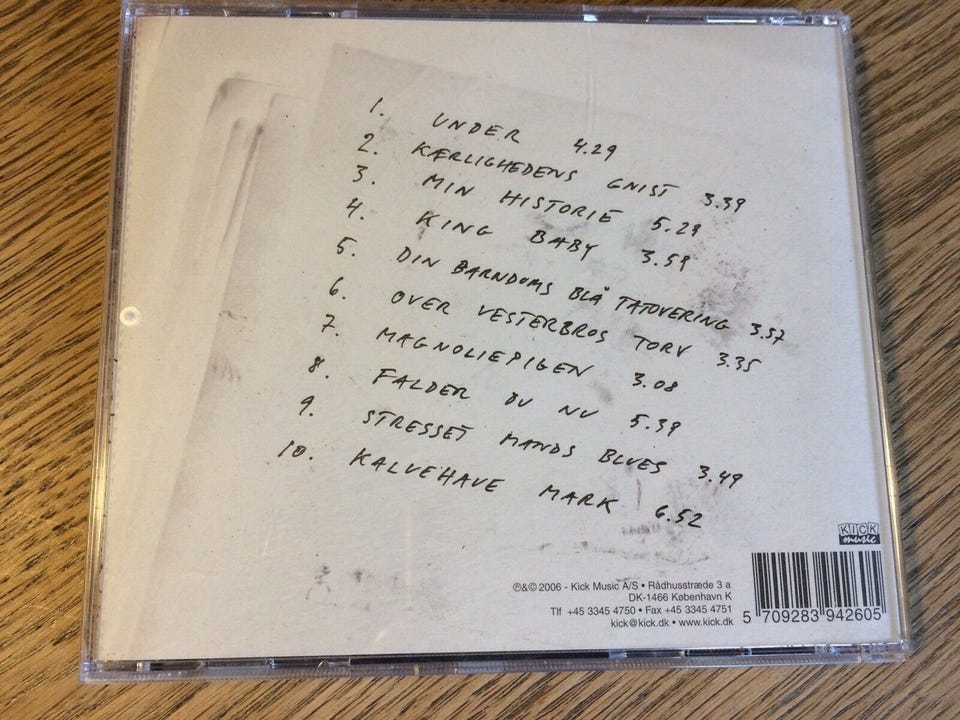 1. UNDER 4.29
2. KÆRLIGHEDENS GNIST 3.39
3. MIN HISTORIE 5.29
4. KING BABY 3.59
5. DIN BARNDOMS BLÅ TATOVERING 3.57
6. OVER VESTERBROS TORV 3.35
7. MAGNOLIEPIGEN 3.08
8. FALDER DU NU 5.39
9. STRESSET MANDS BLUES 3.49
10. KALVEHAVE MARK 6.52
KICK
music
℗&© 2006 - Kick Music A/S • Rådhusstræde 3 a
DK-1466 København K
Tlf +45 3345 4750 • Fax +45 3345 4751
kick@kick.dk • www.kick.dk
5 709283 942605